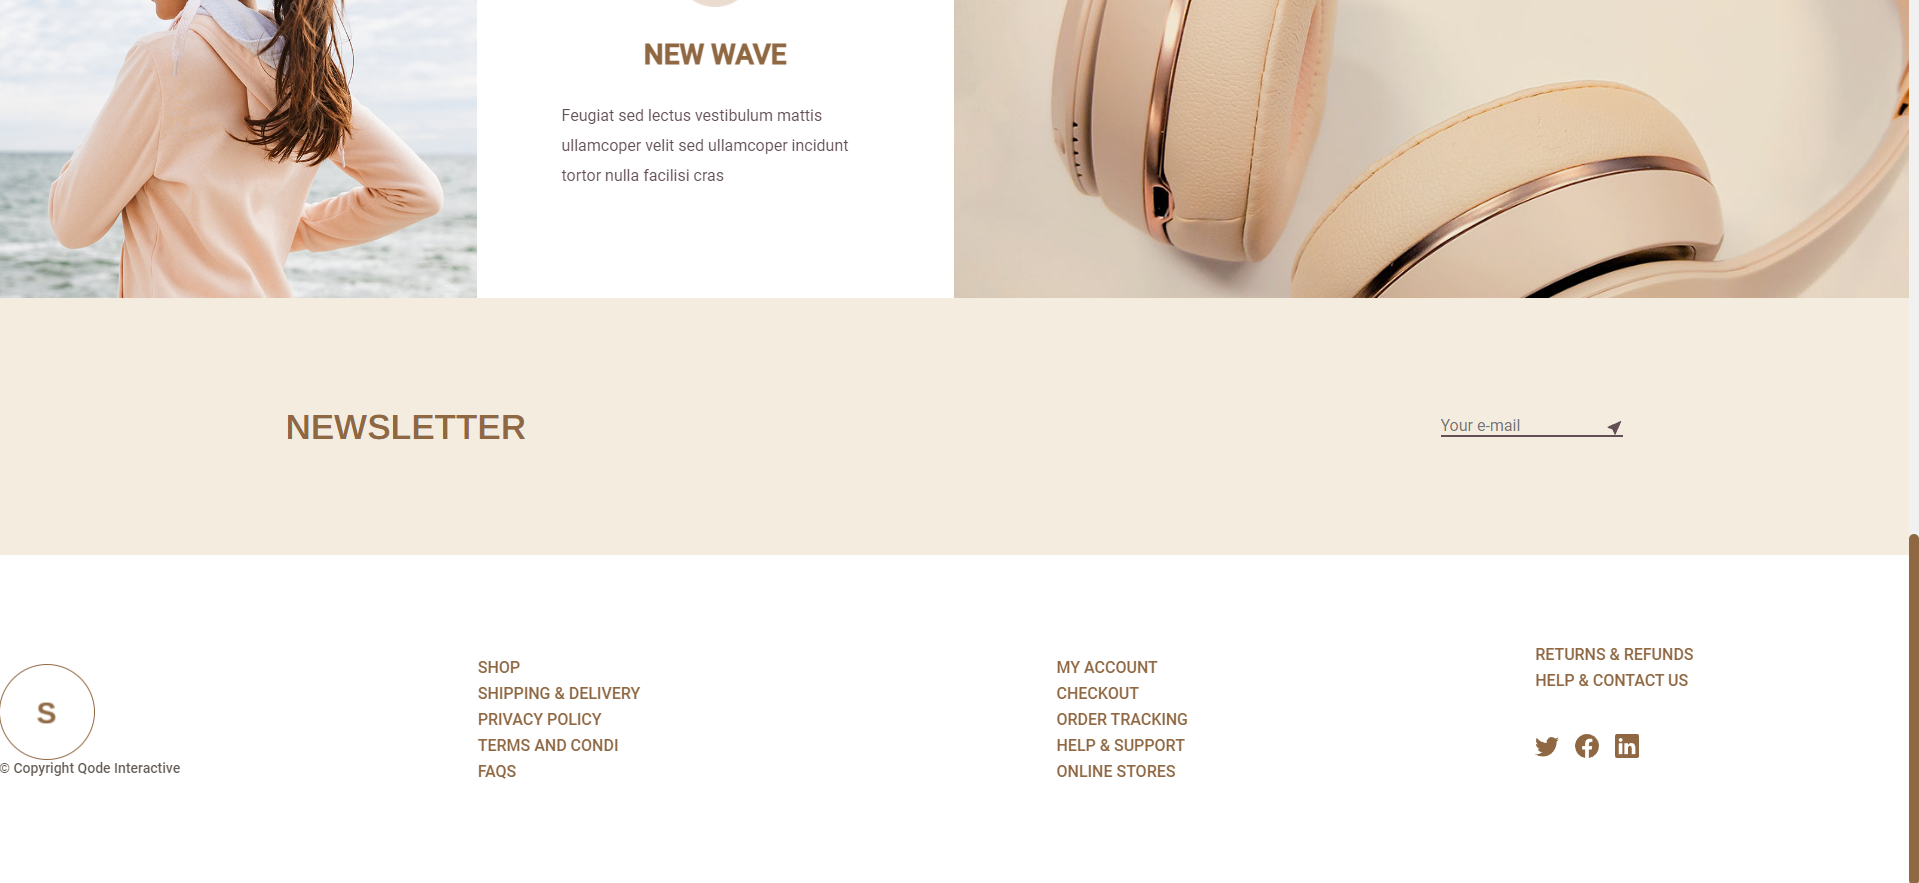 NEW WAVE
Feugiat sed lectus vestibulum mattis
ullamcoper velit sed ullamcoper incidunt
tortor nulla facilisi cras
NEWSLETTER
Your e-mail
S
© Copyright Qode Interactive
SHOP
SHIPPING & DELIVERY
PRIVACY POLICY
TERMS AND CONDI
FAQS
MY ACCOUNT
CHECKOUT
ORDER TRACKING
HELP & SUPPORT
ONLINE STORES
RETURNS & REFUNDS
HELP & CONTACT US